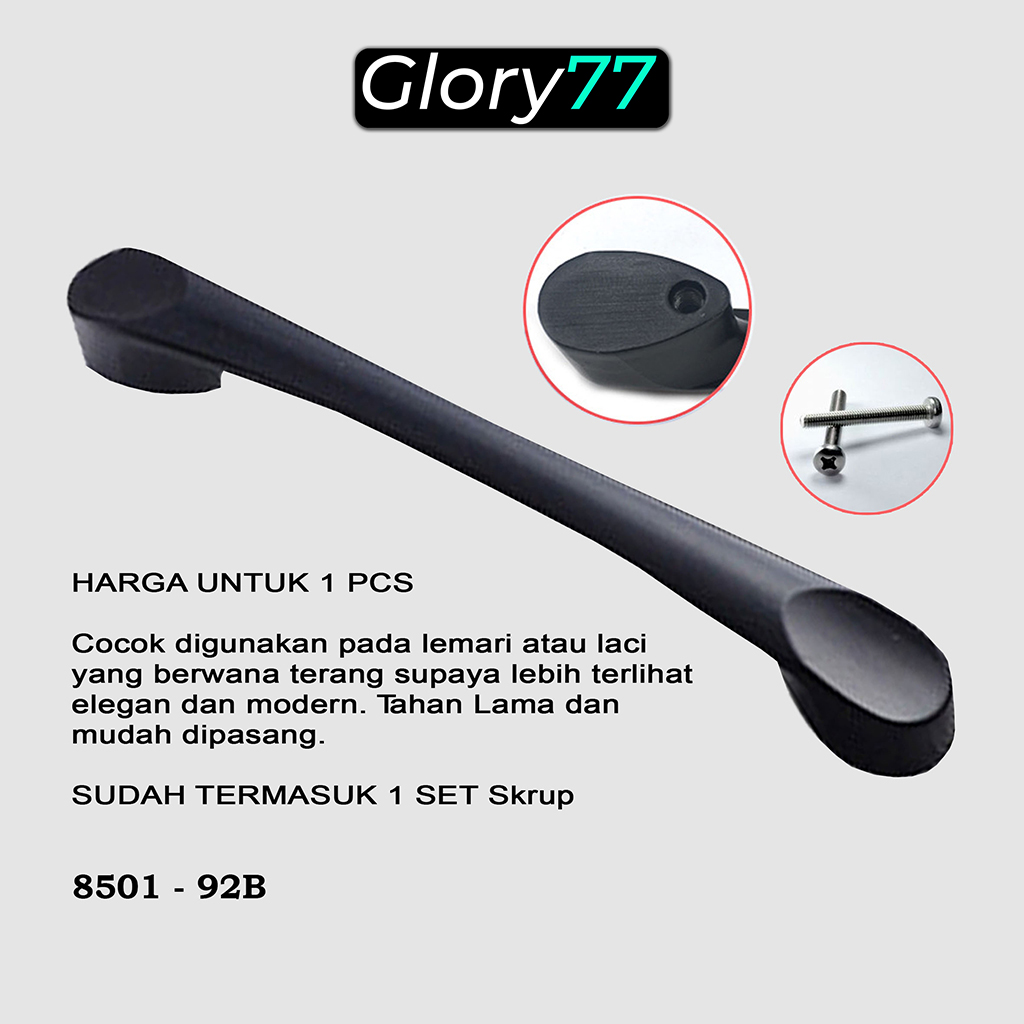 Glory77
HARGA UNTUK 1 PCS
Cocok digunakan pada lemari atau laci
yang berwana terang supaya lebih terlihat
elegan dan modern. Tahan Lama dan
mudah dipasang.
SUDAH TERMASUK 1 SET Skrup
8501 - 92B